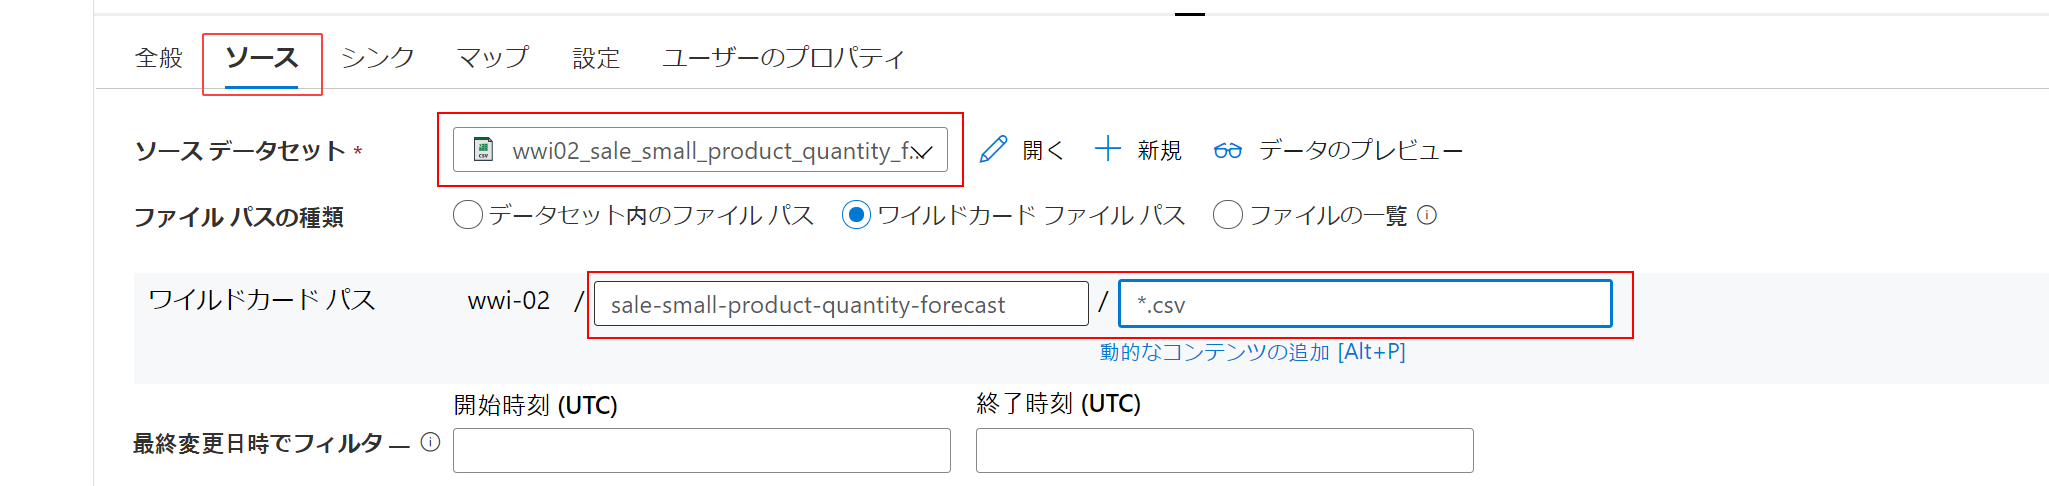 全般 ソース シンク マップ 設定 ユーザーのプロパティ
ソース データセット * wwi02_sale_small_product_quantity_f... 開く 新規 データのプレビュー
ファイル パスの種類 データセット内のファイル パス ワイルドカード ファイル パス ファイルの一覧
ワイルドカード パス wwi-02 / sale-small-product-quantity-forecast / *.csv
動的なコンテンツの追加 [Alt+P]
開始時刻 (UTC) 終了時刻 (UTC)
最終変更日時でフィルター